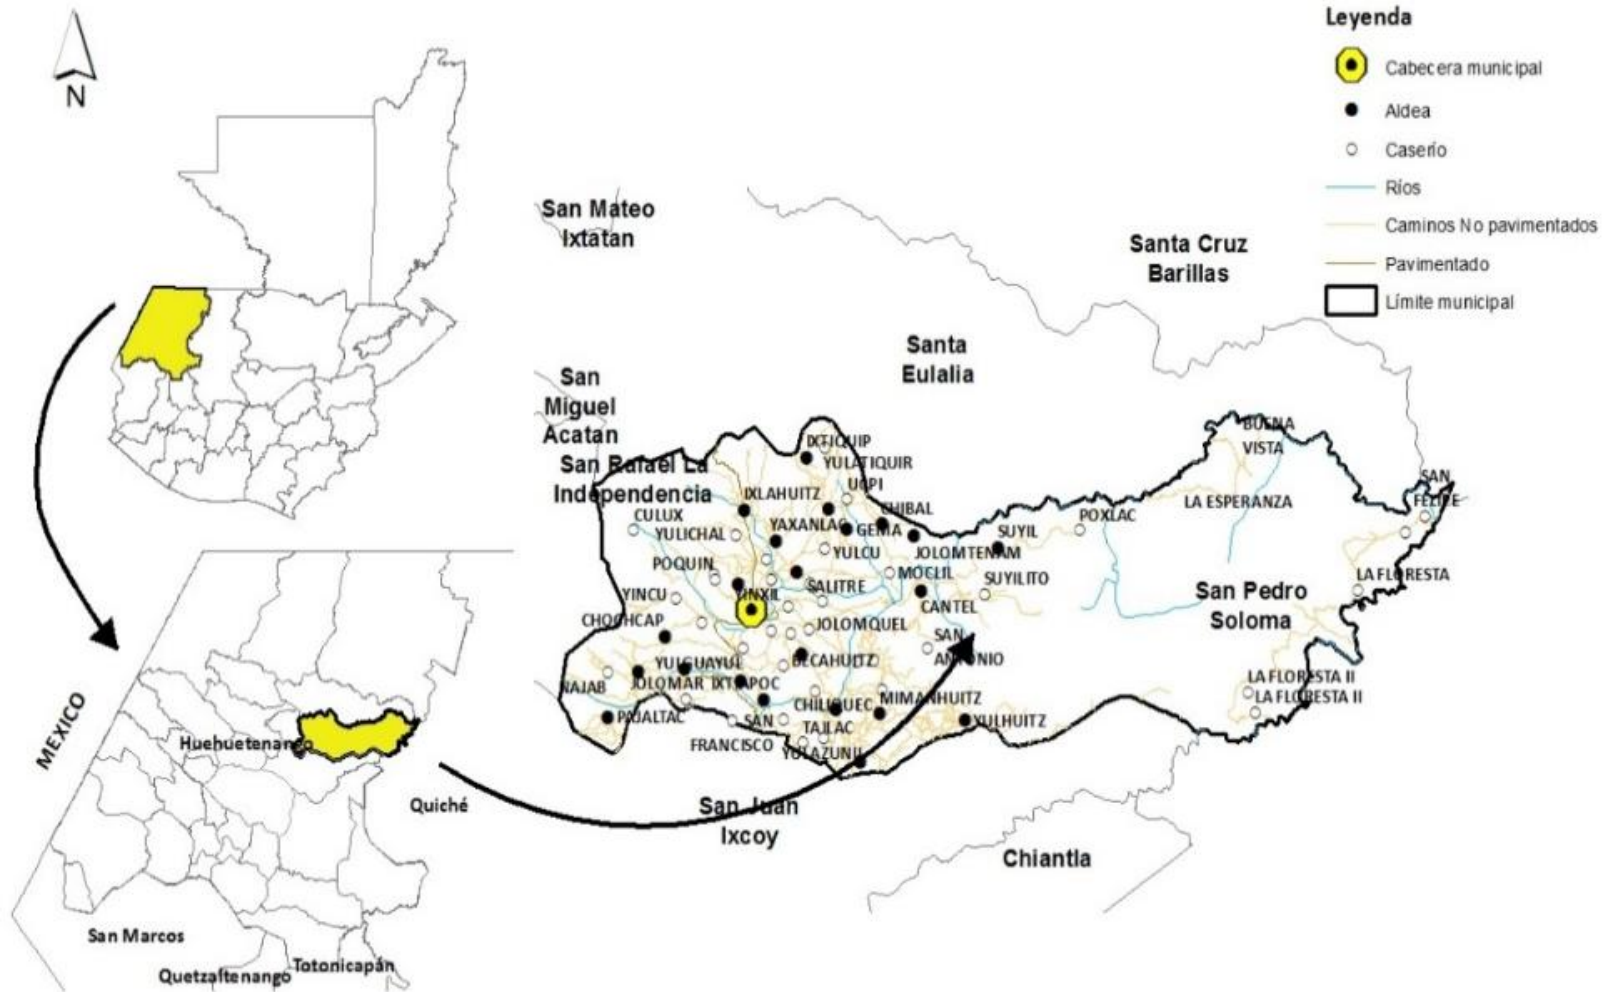 Leyenda
Cabecera municipal
Aldea
Caserío
Ríos
Caminos No pavimentados
Pavimentado
Límite municipal
N
San Mateo
Ixtatan
Santa Cruz
Barillas
Santa
Eulalia
San
Miguel
Acatan
San Rafael La
Independencia
BUENA
VISTA
IXTIQUIP
YULATIQUIR
UCPI
SAN
FELIPE
IXLAHUITZ
CHIBAL
LA ESPERANZA
CULUX
YULICHAL
YAXANLAC
GEMA
POXLAC
SUYIL
YULCU
JOLOMTENAM
POQUIN
MOCLIL
SUYILITO
LA FLORESTA
SALITRE
YINCU
YINXIL
CANTEL
San Pedro
Soloma
CHOCHCAP
JOLOMQUEL
SAN
ANTONIO
YULGUAYUL
BECAHUITZ
NAJAB
JOLOMAR
IXTAPOC
LA FLORESTA II
LA FLORESTA II
MIMANHUITZ
CHILIQUEC
PAJALTAC
SAN
FRANCISCO
TAJLAC
XULHUITZ
YULAZUNIL
San Juan
Ixcoy
Chiantla
MEXICO
Huehuetenango
Quiché
San Marcos
Quetzaltenango
Totonicapán